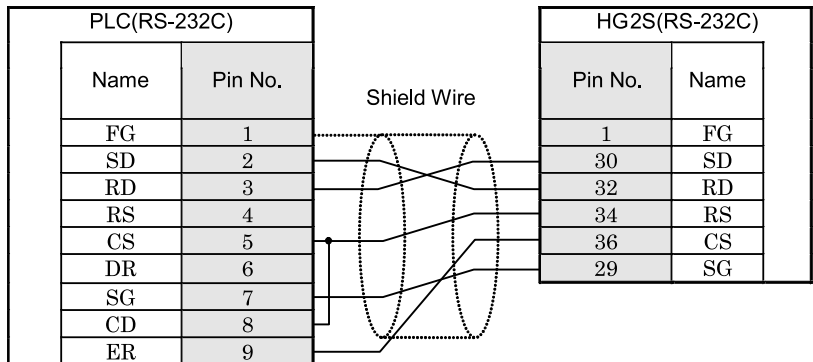 PLC(RS-232C) HG2S(RS-232C)
Name Pin No. Shield Wire Pin No. Name
FG 1 1 FG
SD 2 30 SD
RD 3 32 RD
RS 4 34 RS
CS 5 36 CS
DR 6 29 SG
SG 7
CD 8
ER 9